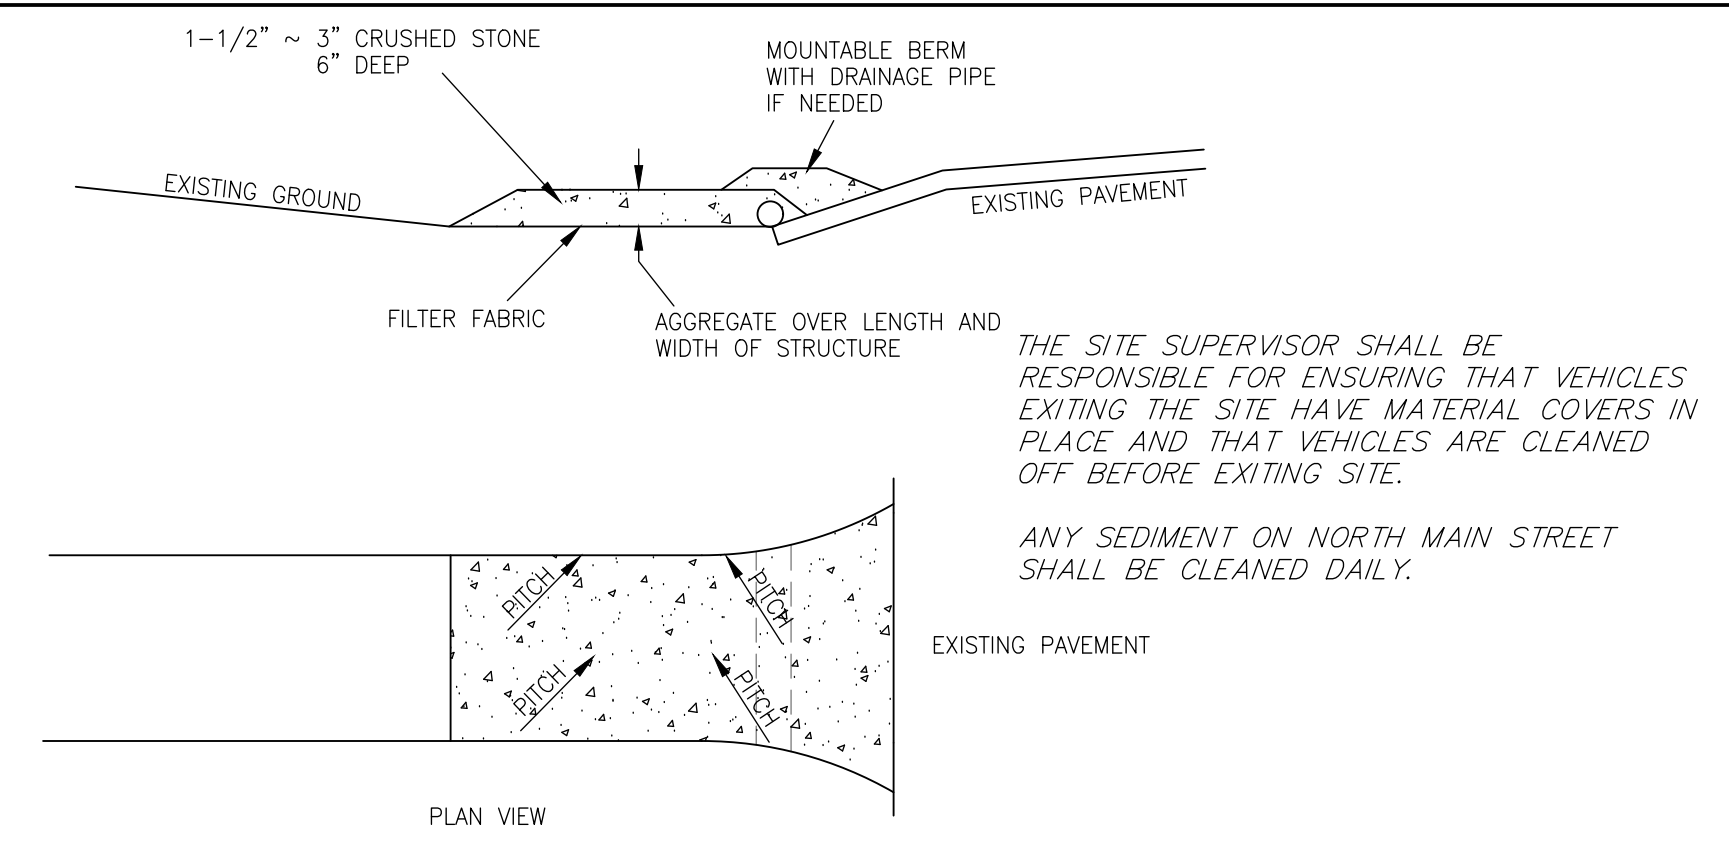 1-1/2" ~ 3" CRUSHED STONE
6" DEEP
MOUNTABLE BERM
WITH DRAINAGE PIPE
IF NEEDED
EXISTING GROUND
EXISTING PAVEMENT
FILTER FABRIC
AGGREGATE OVER LENGTH AND
WIDTH OF STRUCTURE
THE SITE SUPERVISOR SHALL BE
RESPONSIBLE FOR ENSURING THAT VEHICLES
EXITING THE SITE HAVE MATERIAL COVERS IN
PLACE AND THAT VEHICLES ARE CLEANED
OFF BEFORE EXITING SITE.
ANY SEDIMENT ON NORTH MAIN STREET
SHALL BE CLEANED DAILY.
PITCH
PITCH
PITCH
PITCH
EXISTING PAVEMENT
PLAN VIEW